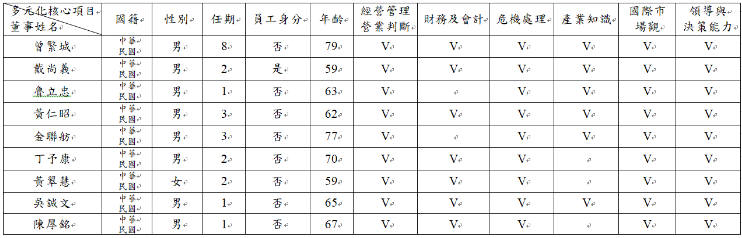 多元化核心項目 國籍 性別 任期 員工身分 年齡 經營管理 財務及會計 危機處理 產業知識 國際市 領導與
董事姓名 營業判斷 場觀 決策能力
曾繁城 中華 男 8 否 79 V V V V V V
民國
戴尚義 中華 男 2 是 59 V V V V V V
民國
魯立忠 中華 男 1 否 63 V V V V V
民國
黃仁昭 中華 男 3 否 62 V V V V V V
民國
金聯舫 中華 男 3 否 77 V V V V V
民國
丁予康 中華 男 2 否 70 V V V V V
民國
黃翠慧 中華 女 2 否 59 V V V V V
民國
吳誠文 中華 男 1 否 65 V V V V V V
民國
陳厚銘 中華 男 1 否 67 V V V V V
民國